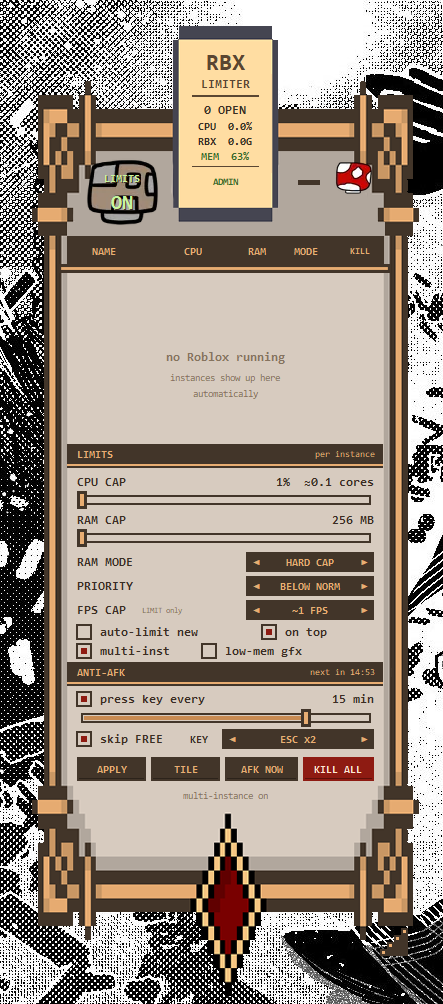 RBX
LIMITER
0 OPEN
CPU 0.0%
RBX 0.0G
MEM 63%
ADMIN
LIMITS
ON
NAME CPU RAM MODE KILL
no Roblox running
instances show up here
automatically
LIMITS per instance
CPU CAP 1% ≈0.1 cores
RAM CAP 256 MB
RAM MODE ◄ HARD CAP ►
PRIORITY ◄ BELOW NORM ►
FPS CAP LIMIT only ◄ ~1 FPS ►
auto-limit new on top
multi-inst low-mem gfx
ANTI-AFK next in 14:53
press key every 15 min
skip FREE KEY ◄ ESC x2 ►
APPLY TILE AFK NOW KILL ALL
multi-instance on